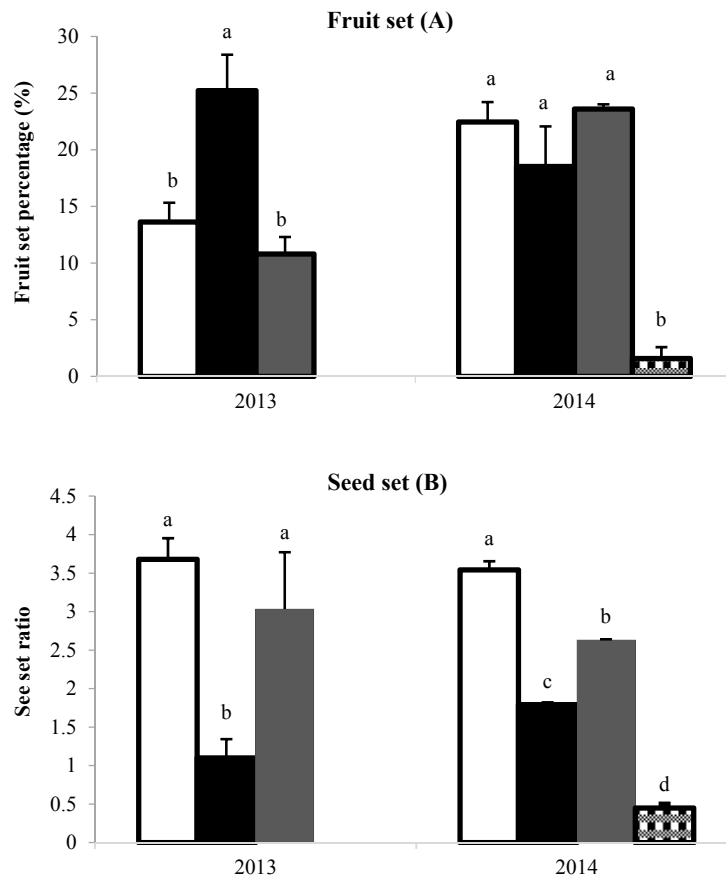 Fruit set (A)
Fruit set percentage (%)
30
25
20
15
10
5
0
b
a
b
a
a
a
b
2013
2014
Seed set (B)
See set ratio
4.5
4
3.5
3
2.5
2
1.5
1
0.5
0
a
b
a
a
c
b
d
2013
2014